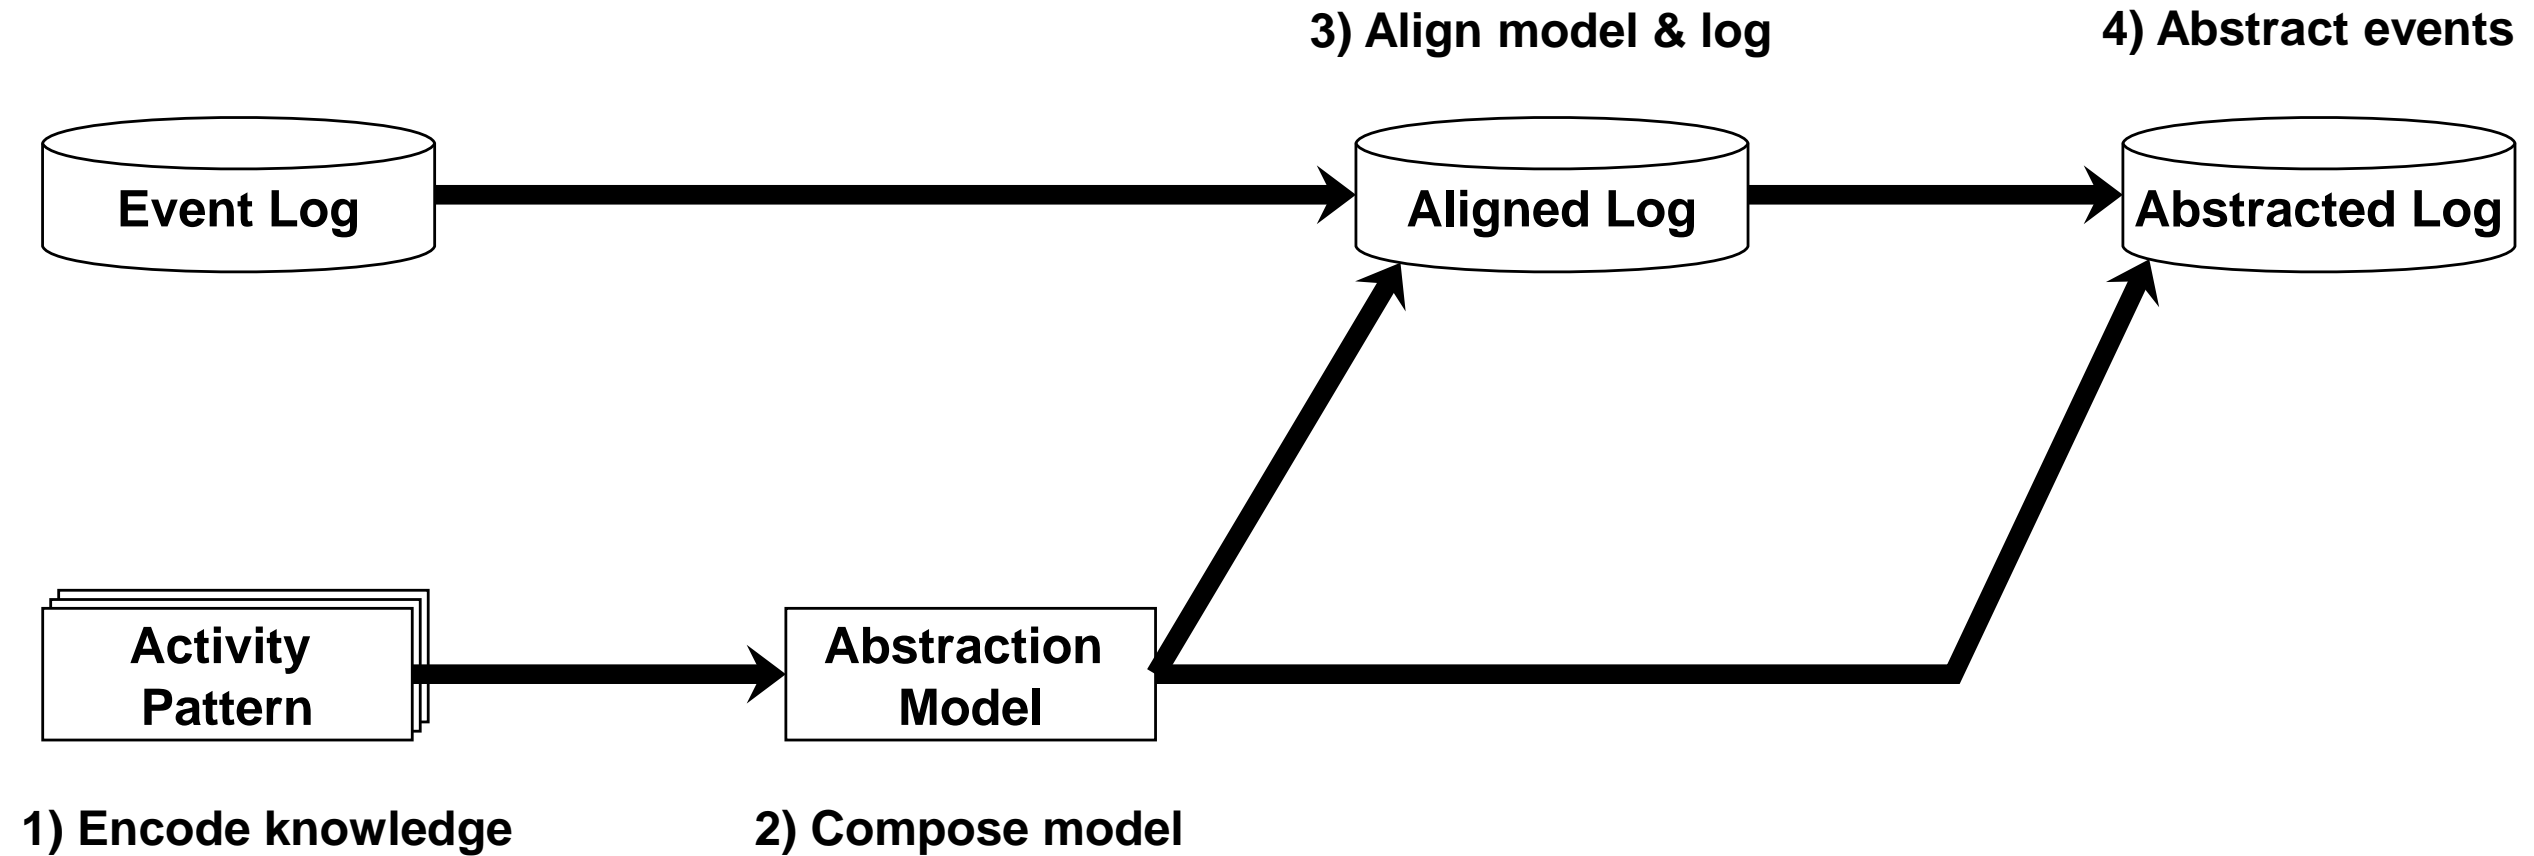 3) Align model & log
4) Abstract events
Event Log
Aligned Log
Abstracted Log
Activity
Pattern
Abstraction
Model
1) Encode knowledge
2) Compose model